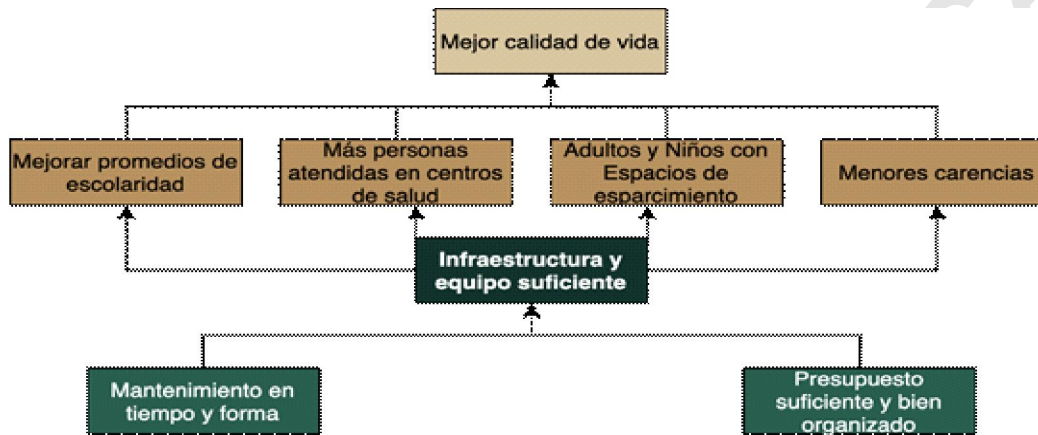 Mejor calidad de vida
Mejorar promedios de
escolaridad
Más personas
atendidas en centros
de salud
Adultos y Niños con
Espacios de
esparcimiento
Menores carencias
Infraestructura y
equipo suficiente
Mantenimiento en
tiempo y forma
Presupuesto
suficiente y bien
organizado